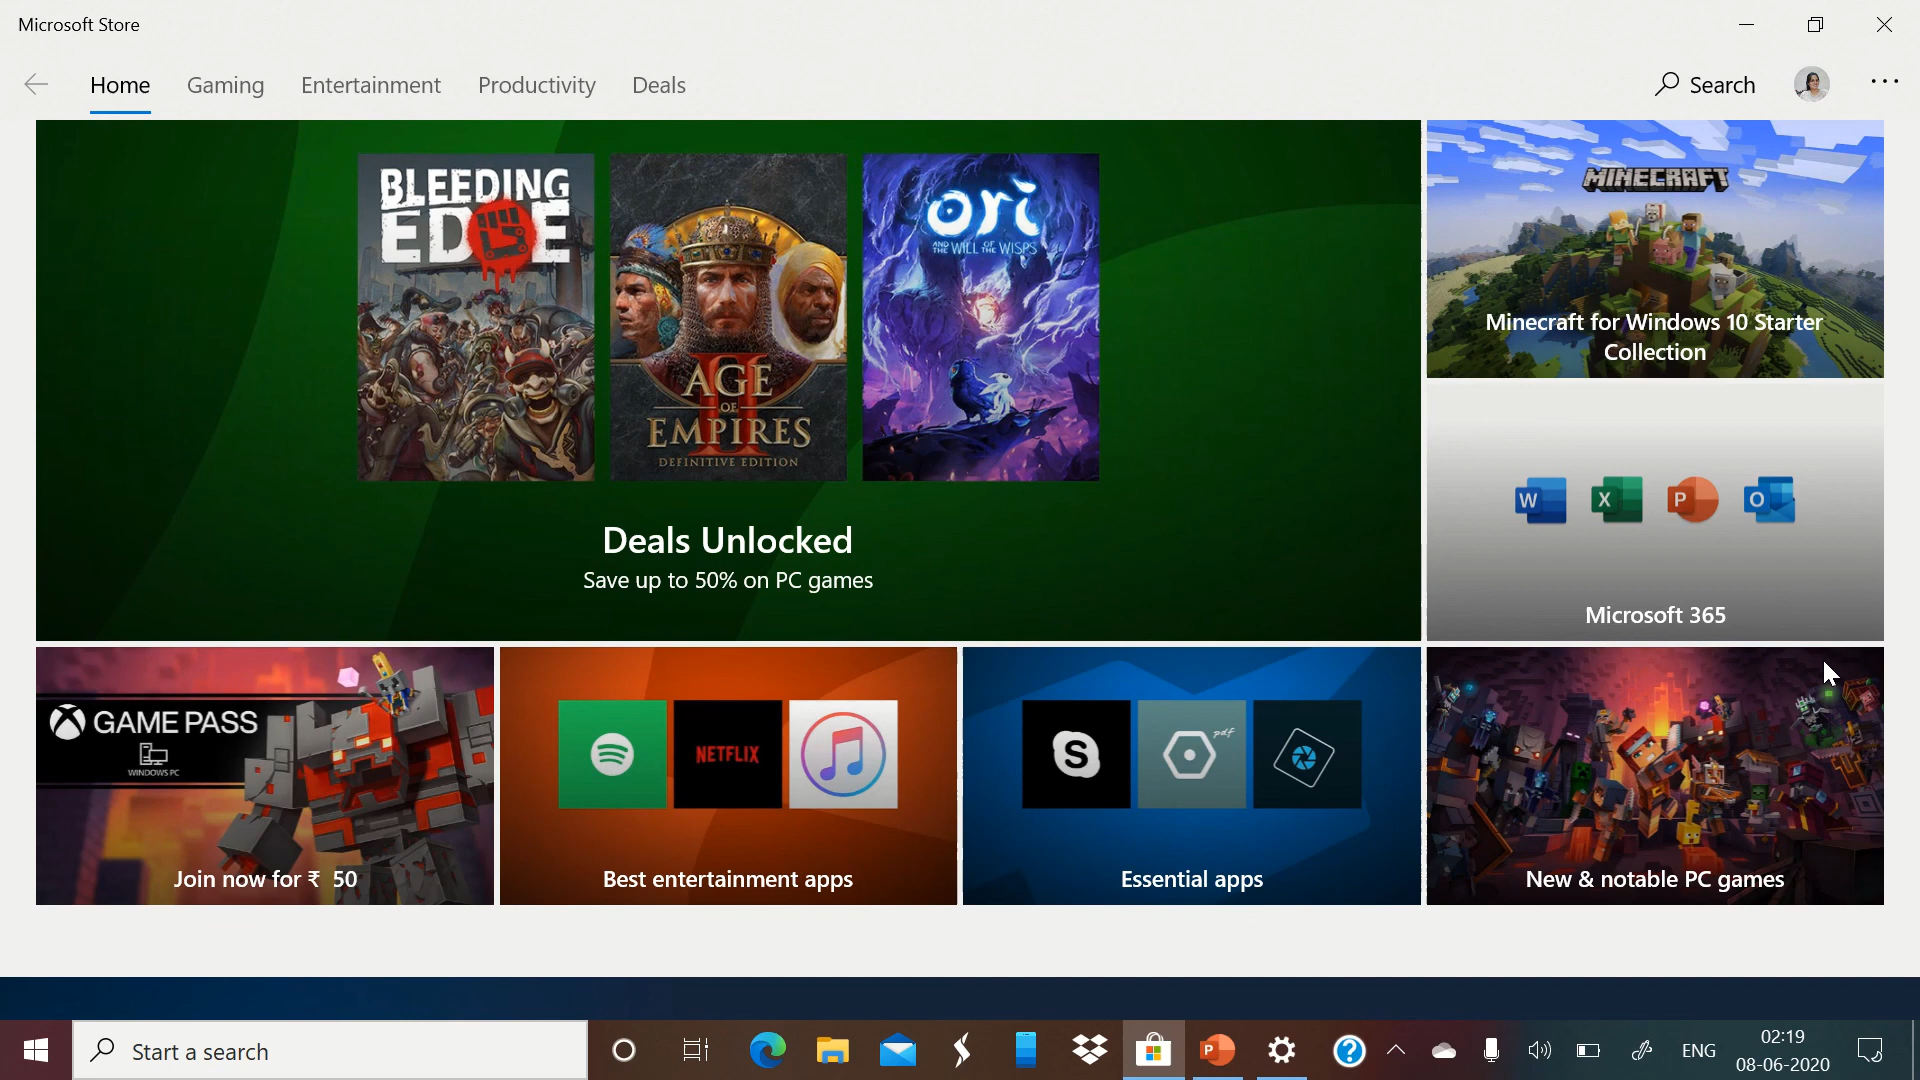 Microsoft Store
Home Gaming Entertainment Productivity Deals Search
BLEEDING
EDGE
AGE
OF
EMPIRES
II
DEFINITIVE EDITION
ori
AND THE WILL OF THE WISPS
Deals Unlocked
Save up to 50% on PC games
MINECRAFT
Minecraft for Windows 10 Starter
Collection
W X P O
Microsoft 365
GAME PASS
WINDOWS PC
Join now for ₹ 50
NETFLIX
Best entertainment apps
S
pdf
Essential apps
New & notable PC games
Start a search
P
?
ENG
02:19
08-06-2020